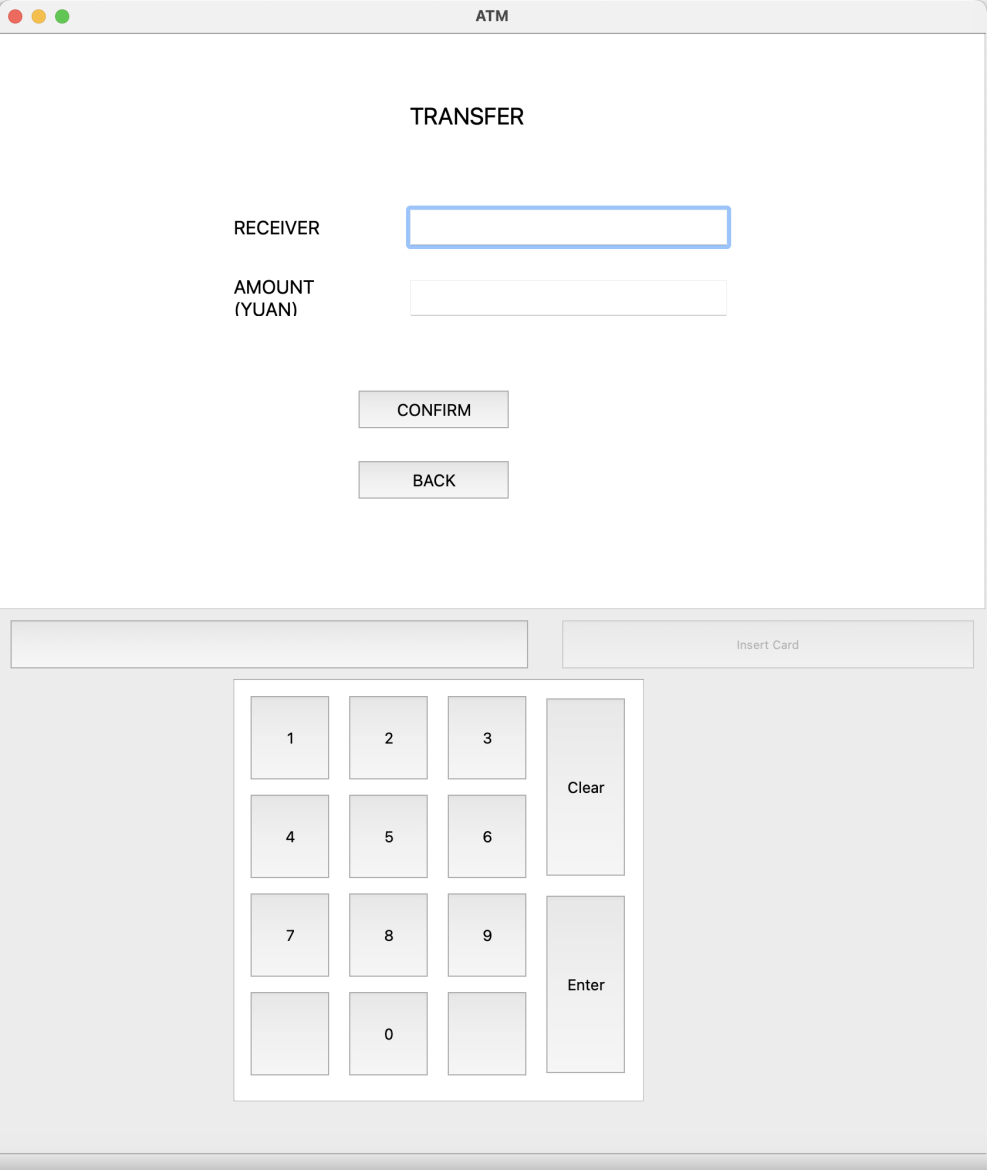 ATM
TRANSFER
RECEIVER
AMOUNT
(YUAN)
CONFIRM
BACK
Insert Card
1 2 3
Clear
4 5 6
7 8 9
Enter
0